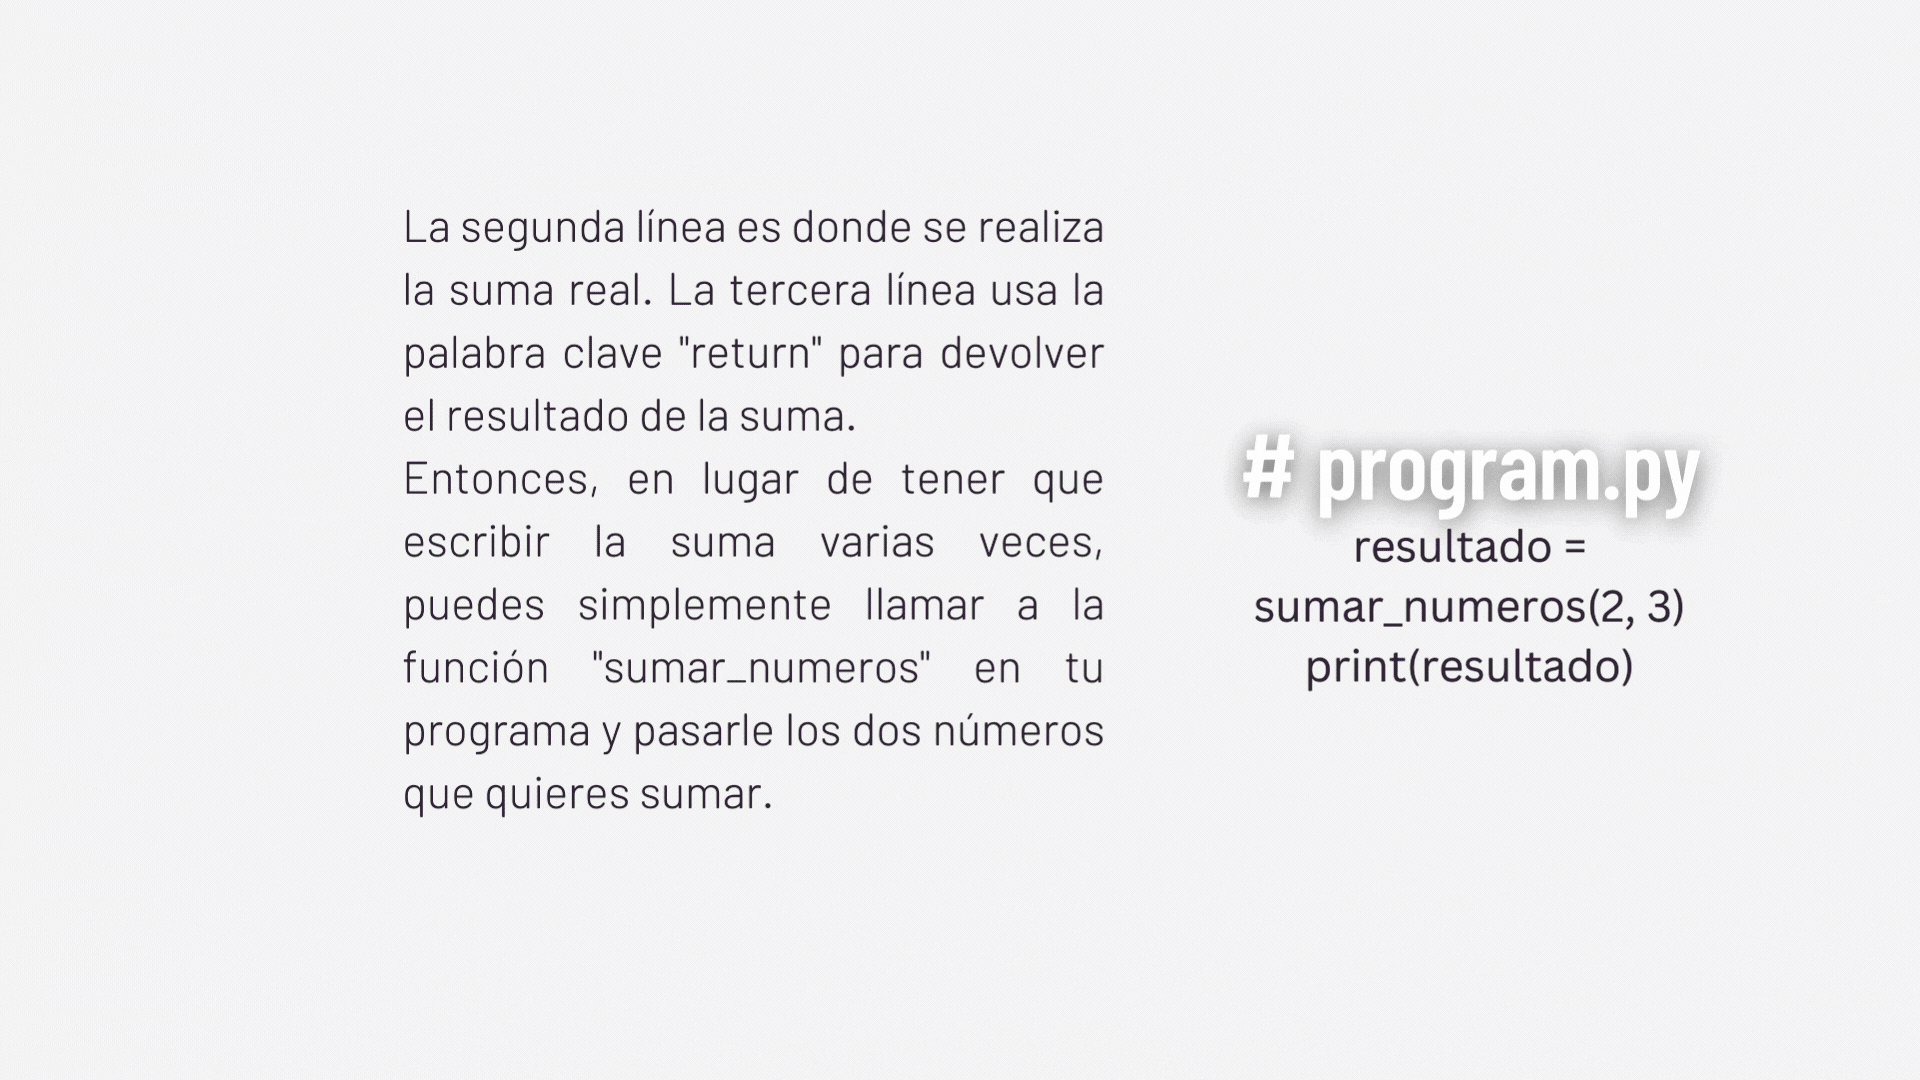 La segunda línea es donde se realiza
la suma real. La tercera línea usa la
palabra clave "return" para devolver
el resultado de la suma.
Entonces, en lugar de tener que
escribir la suma varias veces,
puedes simplemente llamar a la
función "sumar_numeros" en tu
programa y pasarle los dos números
que quieres sumar.
# program.py
resultado =
sumar_numeros(2, 3)
print(resultado)